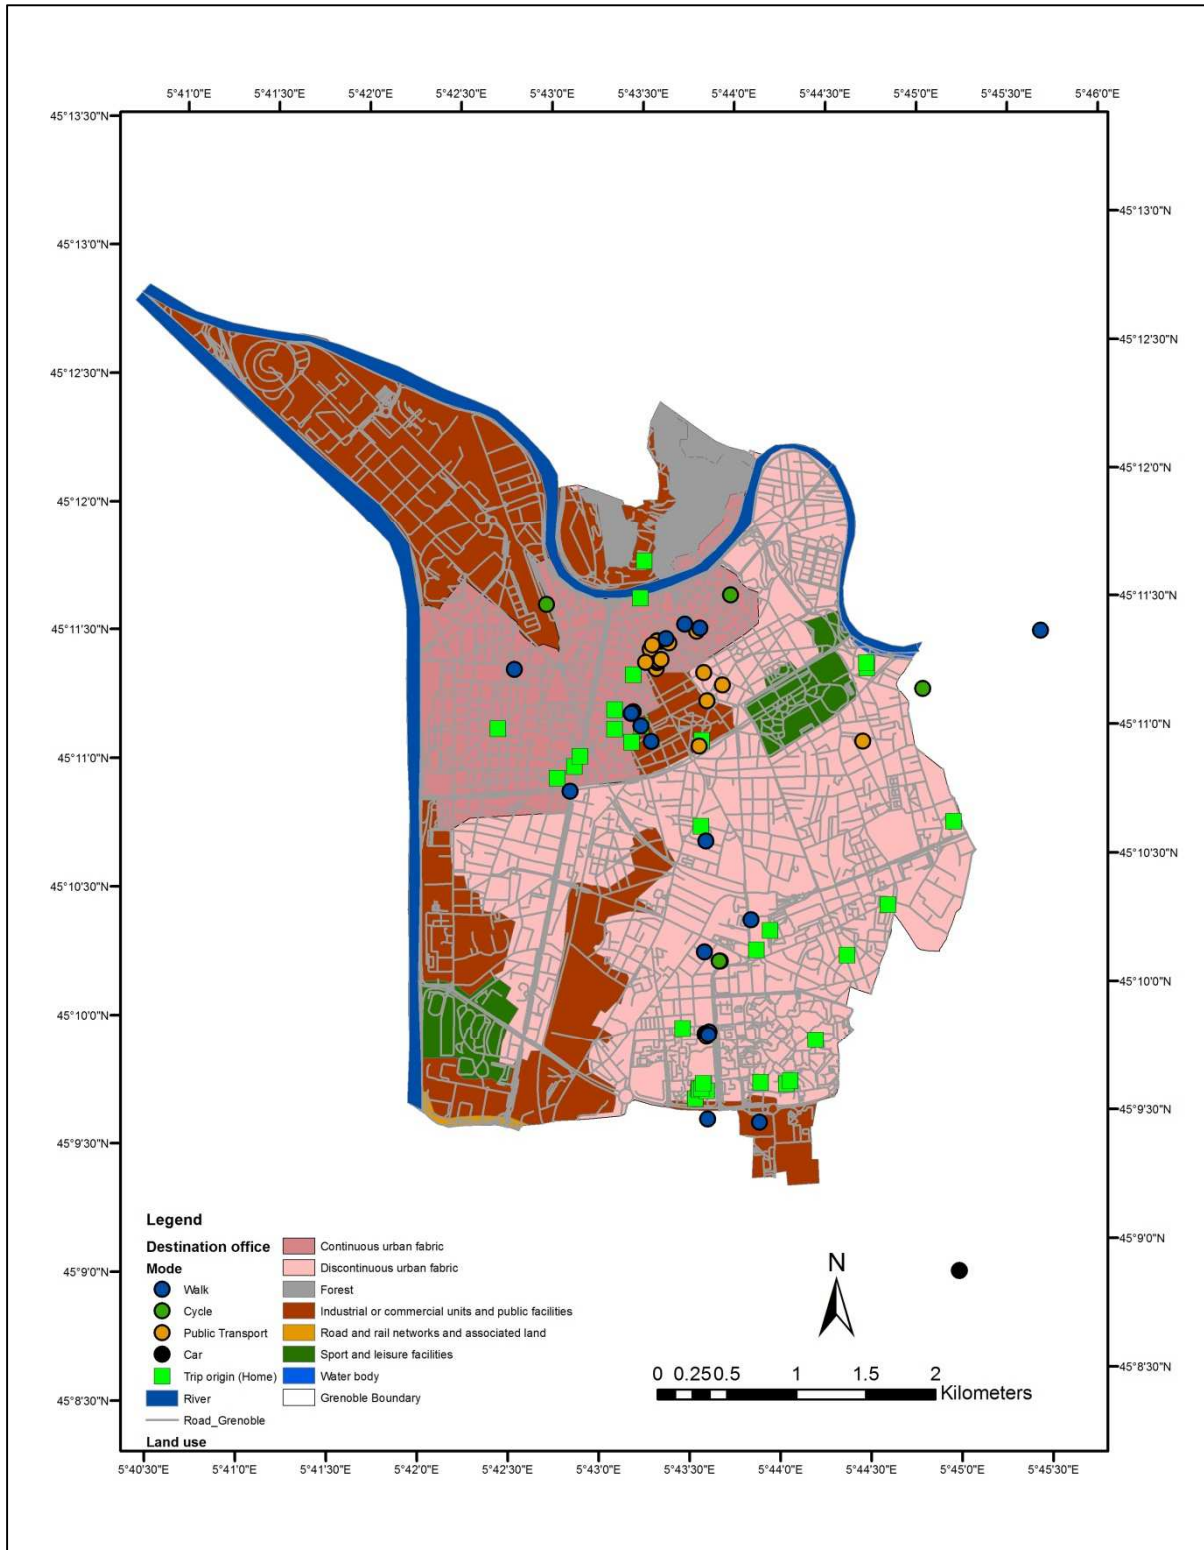 5°41'0"E 5°41'30"E 5°42'0"E 5°42'30"E 5°43'0"E 5°43'30"E 5°44'0"E 5°44'30"E 5°45'0"E 5°45'30"E 5°46'0"E
45°13'30"N
45°13'0"N
45°13'0"N
45°12'30"N
45°12'30"N
45°12'0"N
45°12'0"N
45°11'30"N
45°11'30"N
45°11'0"N
45°11'0"N
45°10'30"N
45°10'30"N
45°10'0"N
45°10'0"N
45°9'30"N
45°9'30"N
45°9'0"N
45°9'0"N
45°8'30"N
45°8'30"N
Legend
Destination office
Mode
Walk
Cycle
Public Transport
Car
Trip origin (Home)
River
Road_Grenoble
Land use
Continuous urban fabric
Discontinuous urban fabric
Forest
Industrial or commercial units and public facilities
Road and rail networks and associated land
Sport and leisure facilities
Water body
Grenoble Boundary
N
0 0.25 0.5 1 1.5 2
Kilometers
5°40'30"E 5°41'0"E 5°41'30"E 5°42'0"E 5°42'30"E 5°43'0"E 5°43'30"E 5°44'0"E 5°44'30"E 5°45'0"E 5°45'30"E